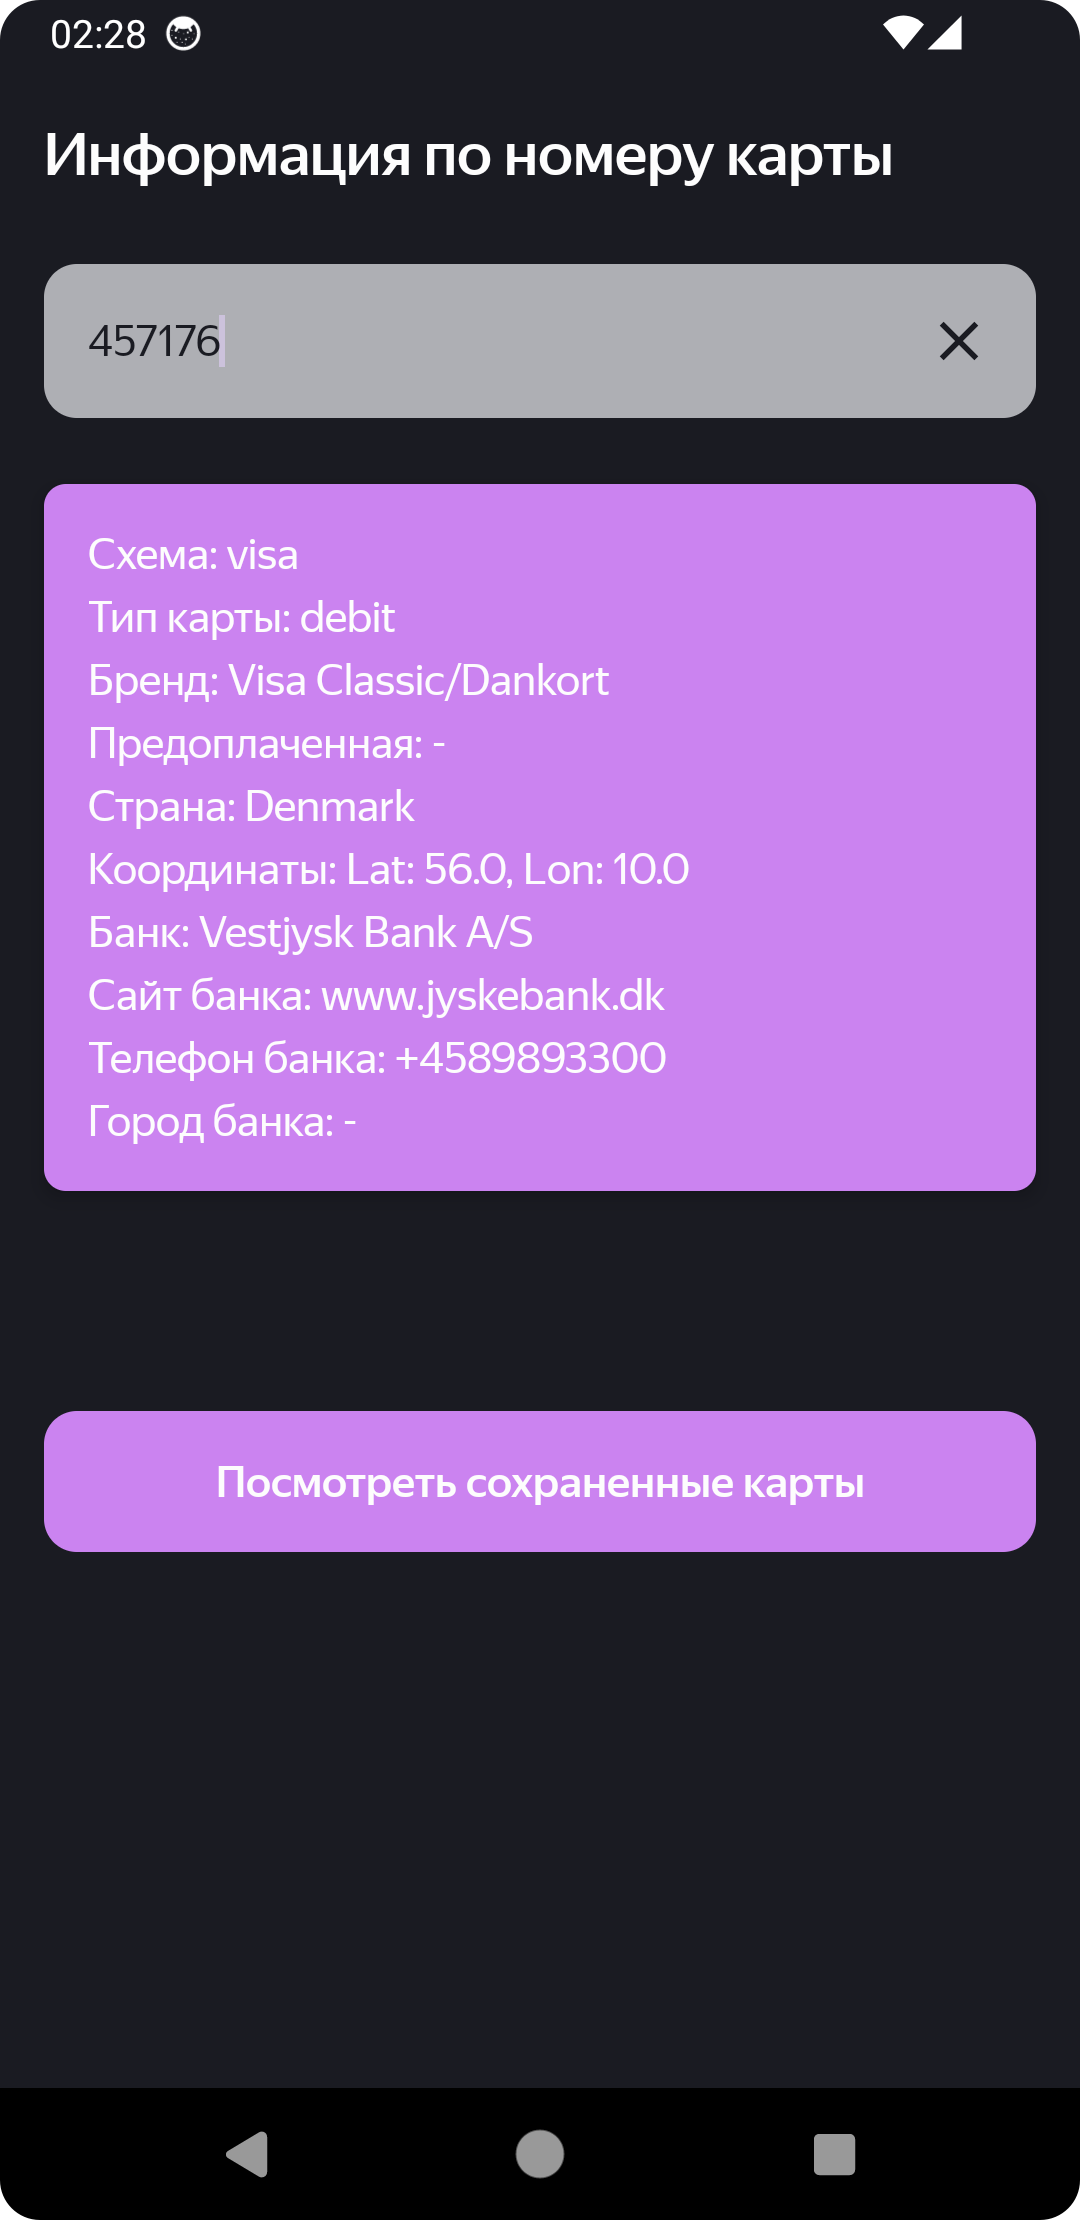 02:28
Информация по номеру карты
457176
Схема: visa
Тип карты: debit
Бренд: Visa Classic/Dankort
Предоплаченная: -
Страна: Denmark
Координаты: Lat: 56.0, Lon: 10.0
Банк: Vestjysk Bank A/S
Сайт банка: www.jyskebank.dk
Телефон банка: +4589893300
Город банка: -
Посмотреть сохраненные карты